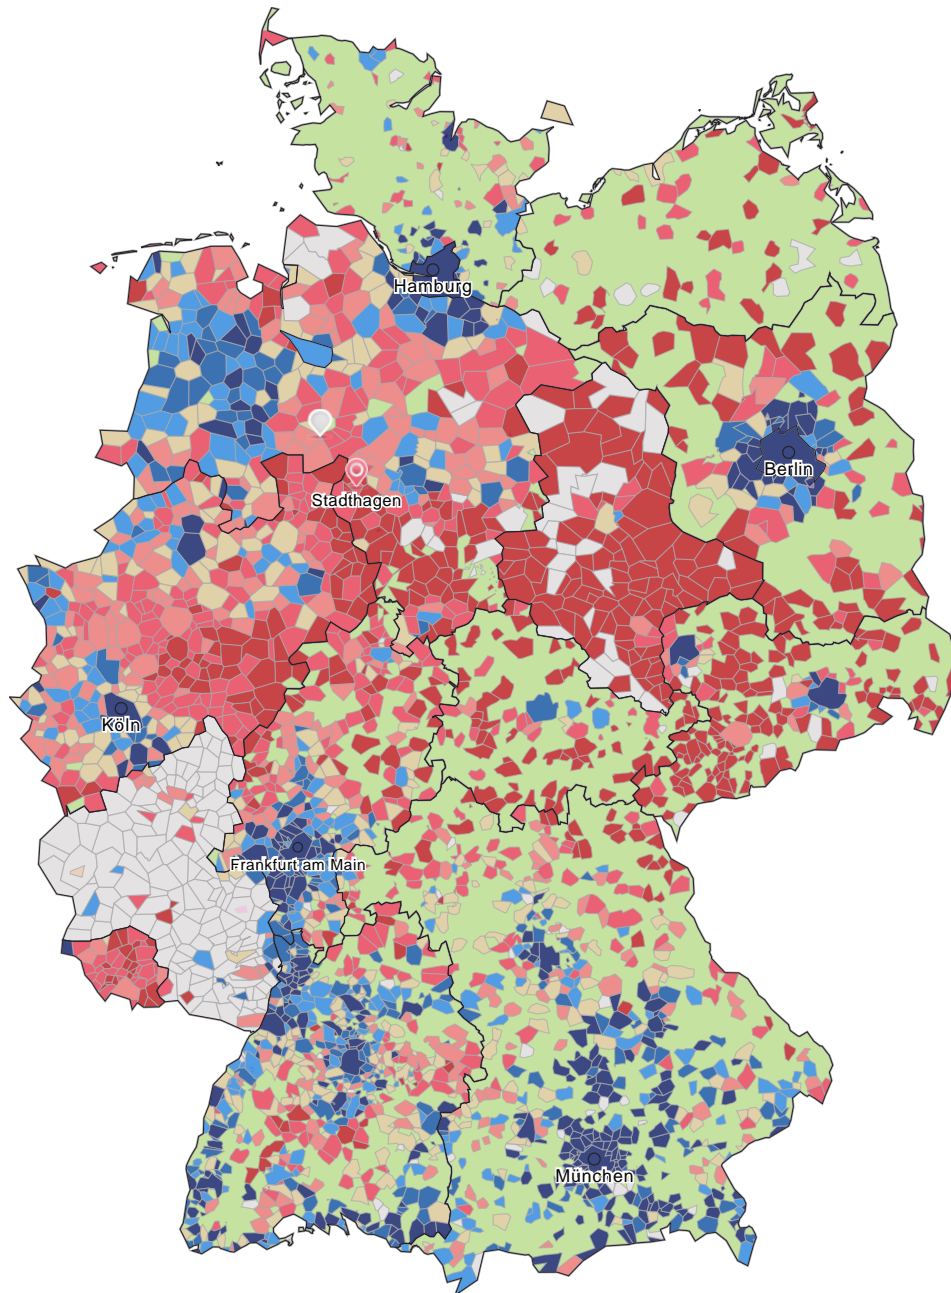 Hamburg
Berlin
Stadthagen
Köln
Frankfurt am Main
München